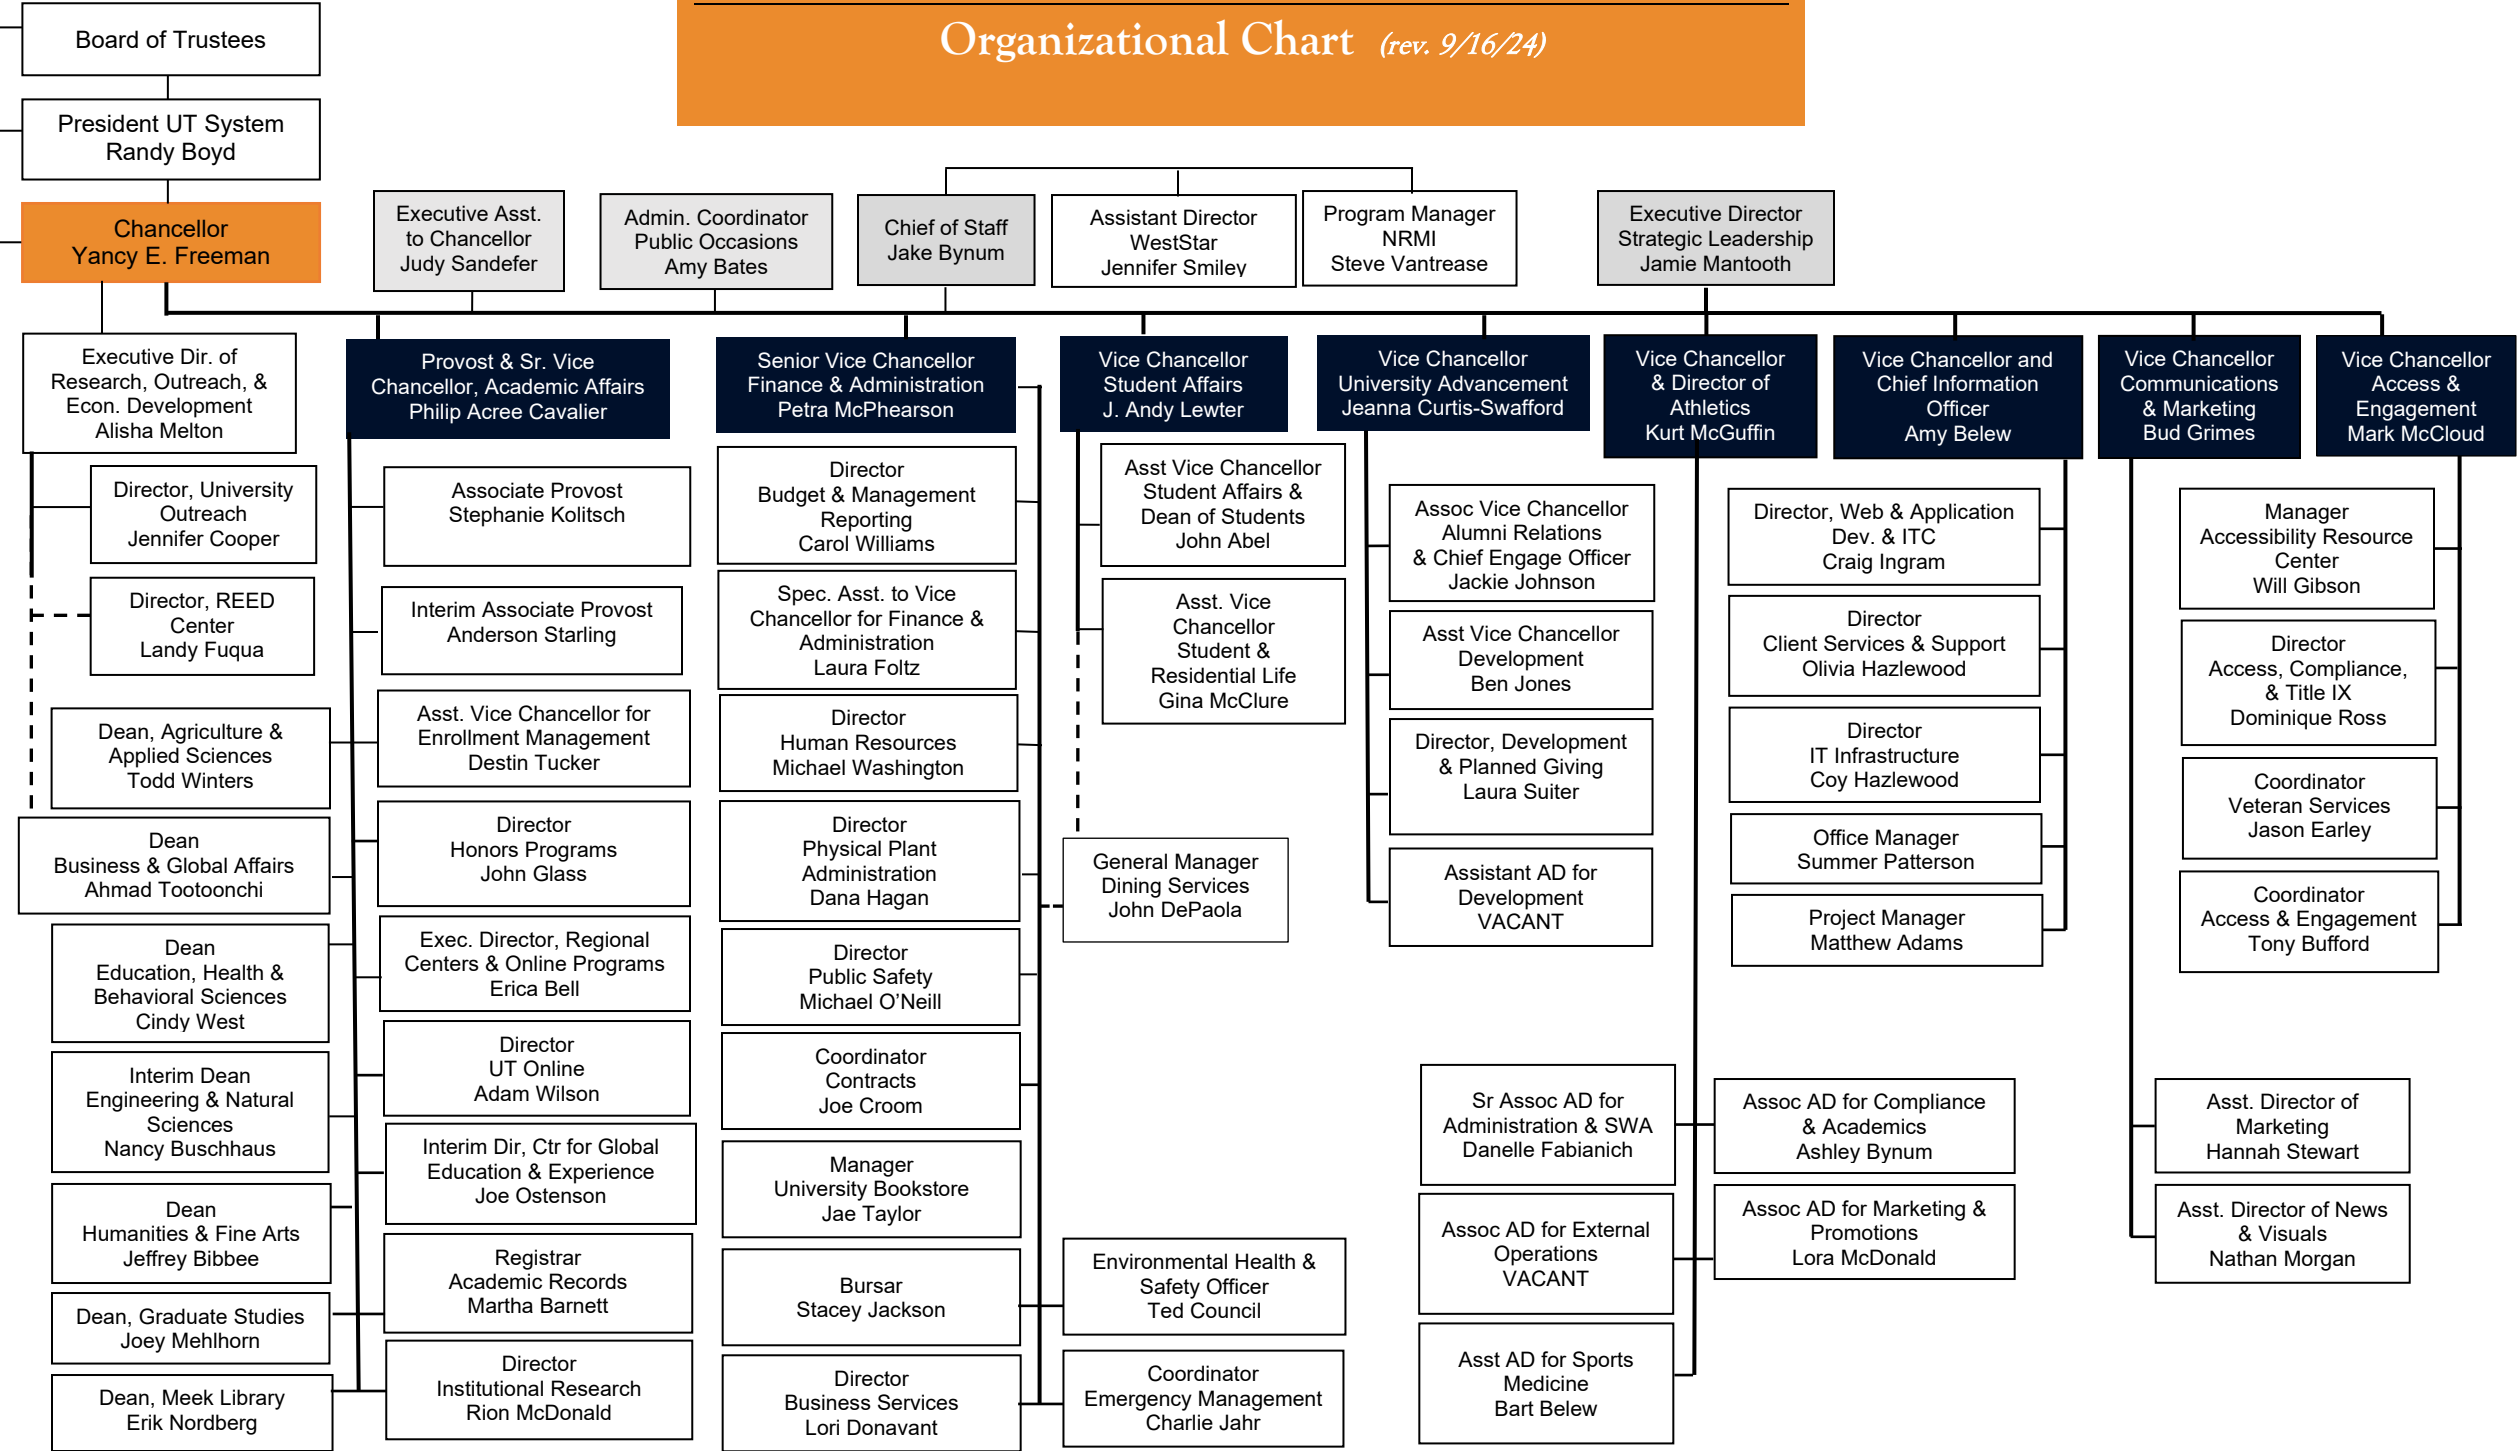 Organizational Chart (rev. 9/16/24)
Board of Trustees
President UT System
Randy Boyd
Chancellor
Yancy E. Freeman
Executive Asst.
to Chancellor
Judy Sandefer
Admin. Coordinator
Public Occasions
Amy Bates
Chief of Staff
Jake Bynum
Assistant Director
WestStar
Jennifer Smiley
Program Manager
NRMI
Steve Vantrease
Executive Director
Strategic Leadership
Jamie Mantooth
Executive Dir. of
Research, Outreach, &
Econ. Development
Alisha Melton
Director, University
Outreach
Jennifer Cooper
Director, REED
Center
Landy Fuqua
Provost & Sr. Vice
Chancellor, Academic Affairs
Philip Acree Cavalier
Dean, Agriculture &
Applied Sciences
Todd Winters
Dean
Business & Global Affairs
Ahmad Tootoonchi
Dean
Education, Health &
Behavioral Sciences
Cindy West
Interim Dean
Engineering & Natural
Sciences
Nancy Buschhaus
Dean
Humanities & Fine Arts
Jeffrey Bibbee
Dean, Graduate Studies
Joey Mehlhorn
Dean, Meek Library
Erik Nordberg
Associate Provost
Stephanie Kolitsch
Interim Associate Provost
Anderson Starling
Asst. Vice Chancellor for
Enrollment Management
Destin Tucker
Director
Honors Programs
John Glass
Exec. Director, Regional
Centers & Online Programs
Erica Bell
Director
UT Online
Adam Wilson
Interim Dir, Ctr for Global
Education & Experience
Joe Ostenson
Registrar
Academic Records
Martha Barnett
Director
Institutional Research
Rion McDonald
Senior Vice Chancellor
Finance & Administration
Petra McPhearson
Director
Budget & Management
Reporting
Carol Williams
Spec. Asst. to Vice
Chancellor for Finance &
Administration
Laura Foltz
Director
Human Resources
Michael Washington
Director
Physical Plant
Administration
Dana Hagan
Director
Public Safety
Michael O’Neill
Coordinator
Contracts
Joe Croom
Manager
University Bookstore
Jae Taylor
Bursar
Stacey Jackson
Director
Business Services
Lori Donavant
Environmental Health &
Safety Officer
Ted Council
Coordinator
Emergency Management
Charlie Jahr
Vice Chancellor
Student Affairs
J. Andy Lewter
Asst Vice Chancellor
Student Affairs &
Dean of Students
John Abel
Asst. Vice
Chancellor
Student &
Residential Life
Gina McClure
General Manager
Dining Services
John DePaola
Vice Chancellor
University Advancement
Jeanna Curtis-Swafford
Assoc Vice Chancellor
Alumni Relations
& Chief Engage Officer
Jackie Johnson
Asst Vice Chancellor
Development
Ben Jones
Director, Development
& Planned Giving
Laura Suiter
Assistant AD for
Development
VACANT
Vice Chancellor
& Director of
Athletics
Kurt McGuffin
Sr Assoc AD for
Administration & SWA
Danelle Fabianich
Assoc AD for External
Operations
VACANT
Asst AD for Sports
Medicine
Bart Belew
Assoc AD for Compliance
& Academics
Ashley Bynum
Assoc AD for Marketing &
Promotions
Lora McDonald
Vice Chancellor and
Chief Information
Officer
Amy Belew
Director, Web & Application
Dev. & ITC
Craig Ingram
Director
Client Services & Support
Olivia Hazlewood
Director
IT Infrastructure
Coy Hazlewood
Office Manager
Summer Patterson
Project Manager
Matthew Adams
Vice Chancellor
Communications
& Marketing
Bud Grimes
Asst. Director of
Marketing
Hannah Stewart
Asst. Director of News
& Visuals
Nathan Morgan
Vice Chancellor
Access &
Engagement
Mark McCloud
Manager
Accessibility Resource
Center
Will Gibson
Director
Access, Compliance,
& Title IX
Dominique Ross
Coordinator
Veteran Services
Jason Earley
Coordinator
Access & Engagement
Tony Bufford